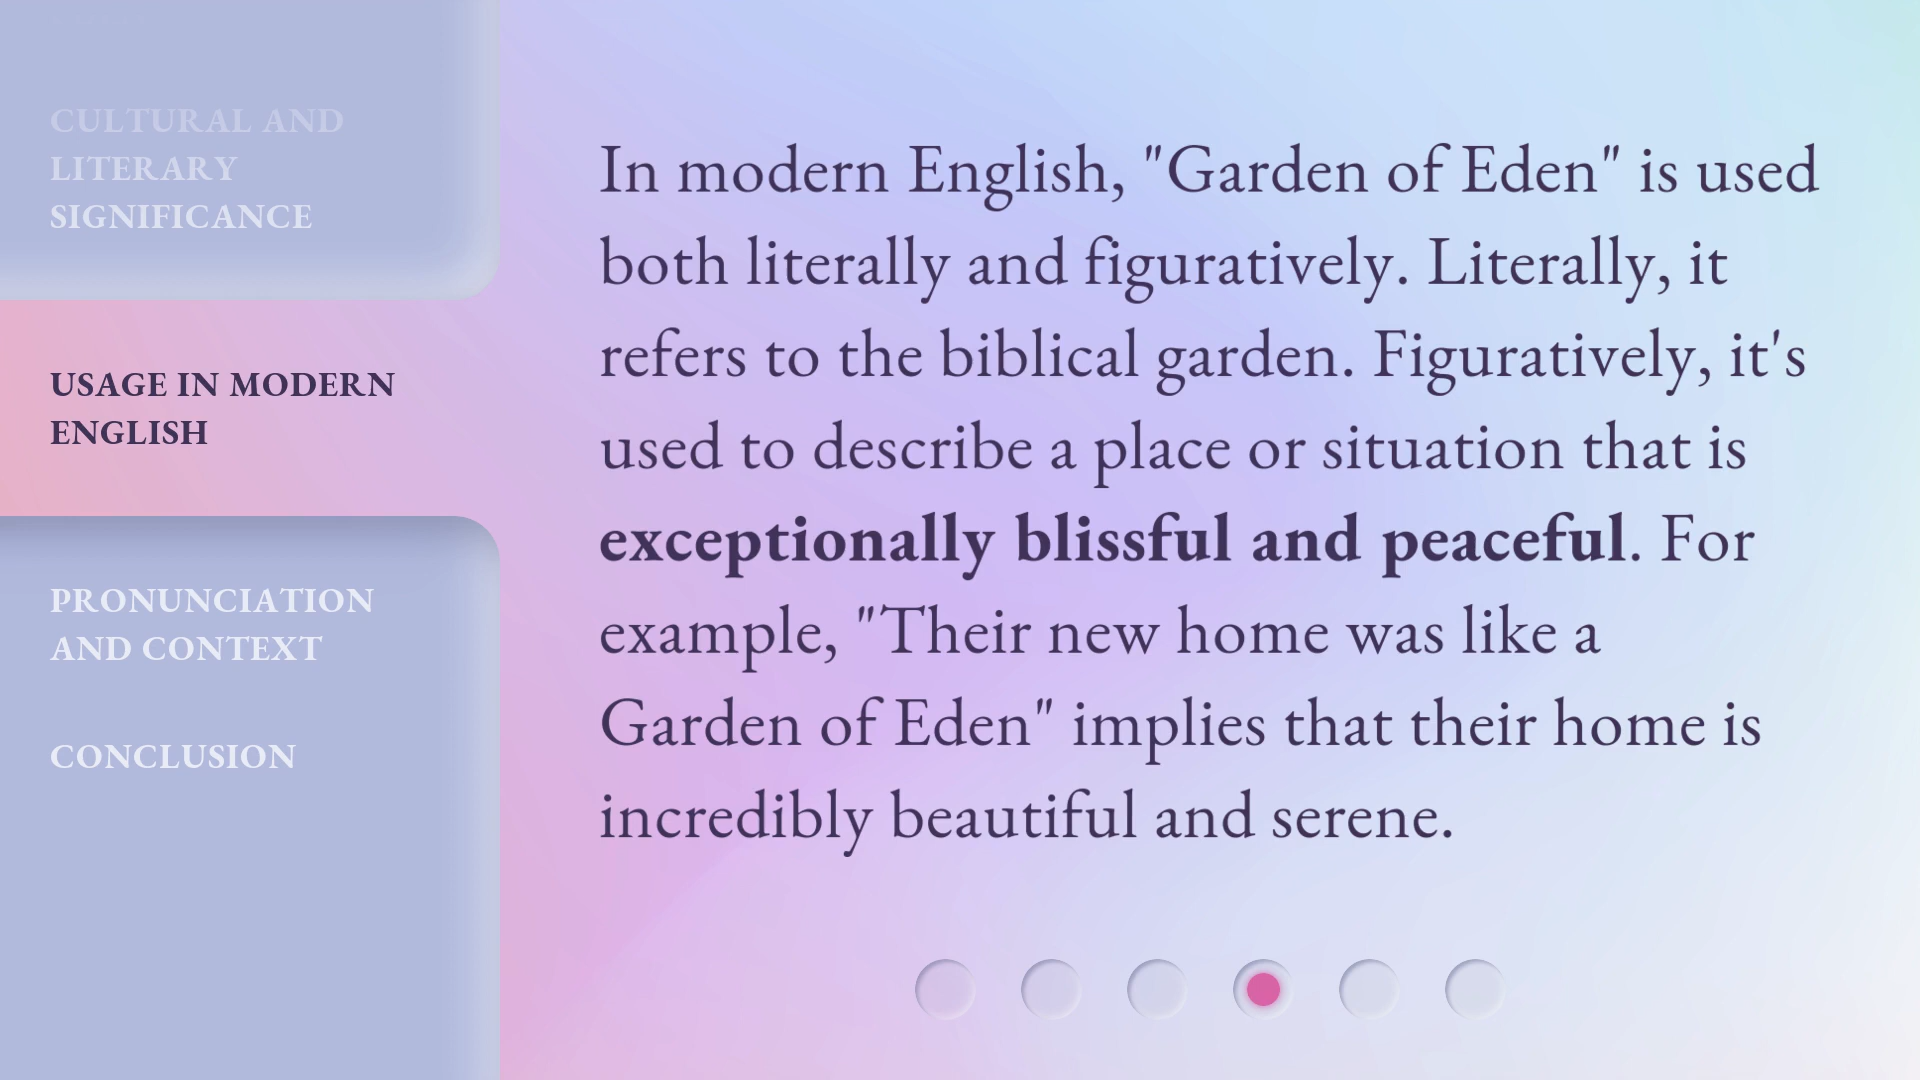 CULTURAL AND
LITERARY
SIGNIFICANCE
USAGE IN MODERN
ENGLISH
PRONUNCIATION
AND CONTEXT
CONCLUSION
In modern English, "Garden of Eden" is used
both literally and figuratively. Literally, it
refers to the biblical garden. Figuratively, it's
used to describe a place or situation that is
exceptionally blissful and peaceful. For
example, "Their new home was like a
Garden of Eden" implies that their home is
incredibly beautiful and serene.